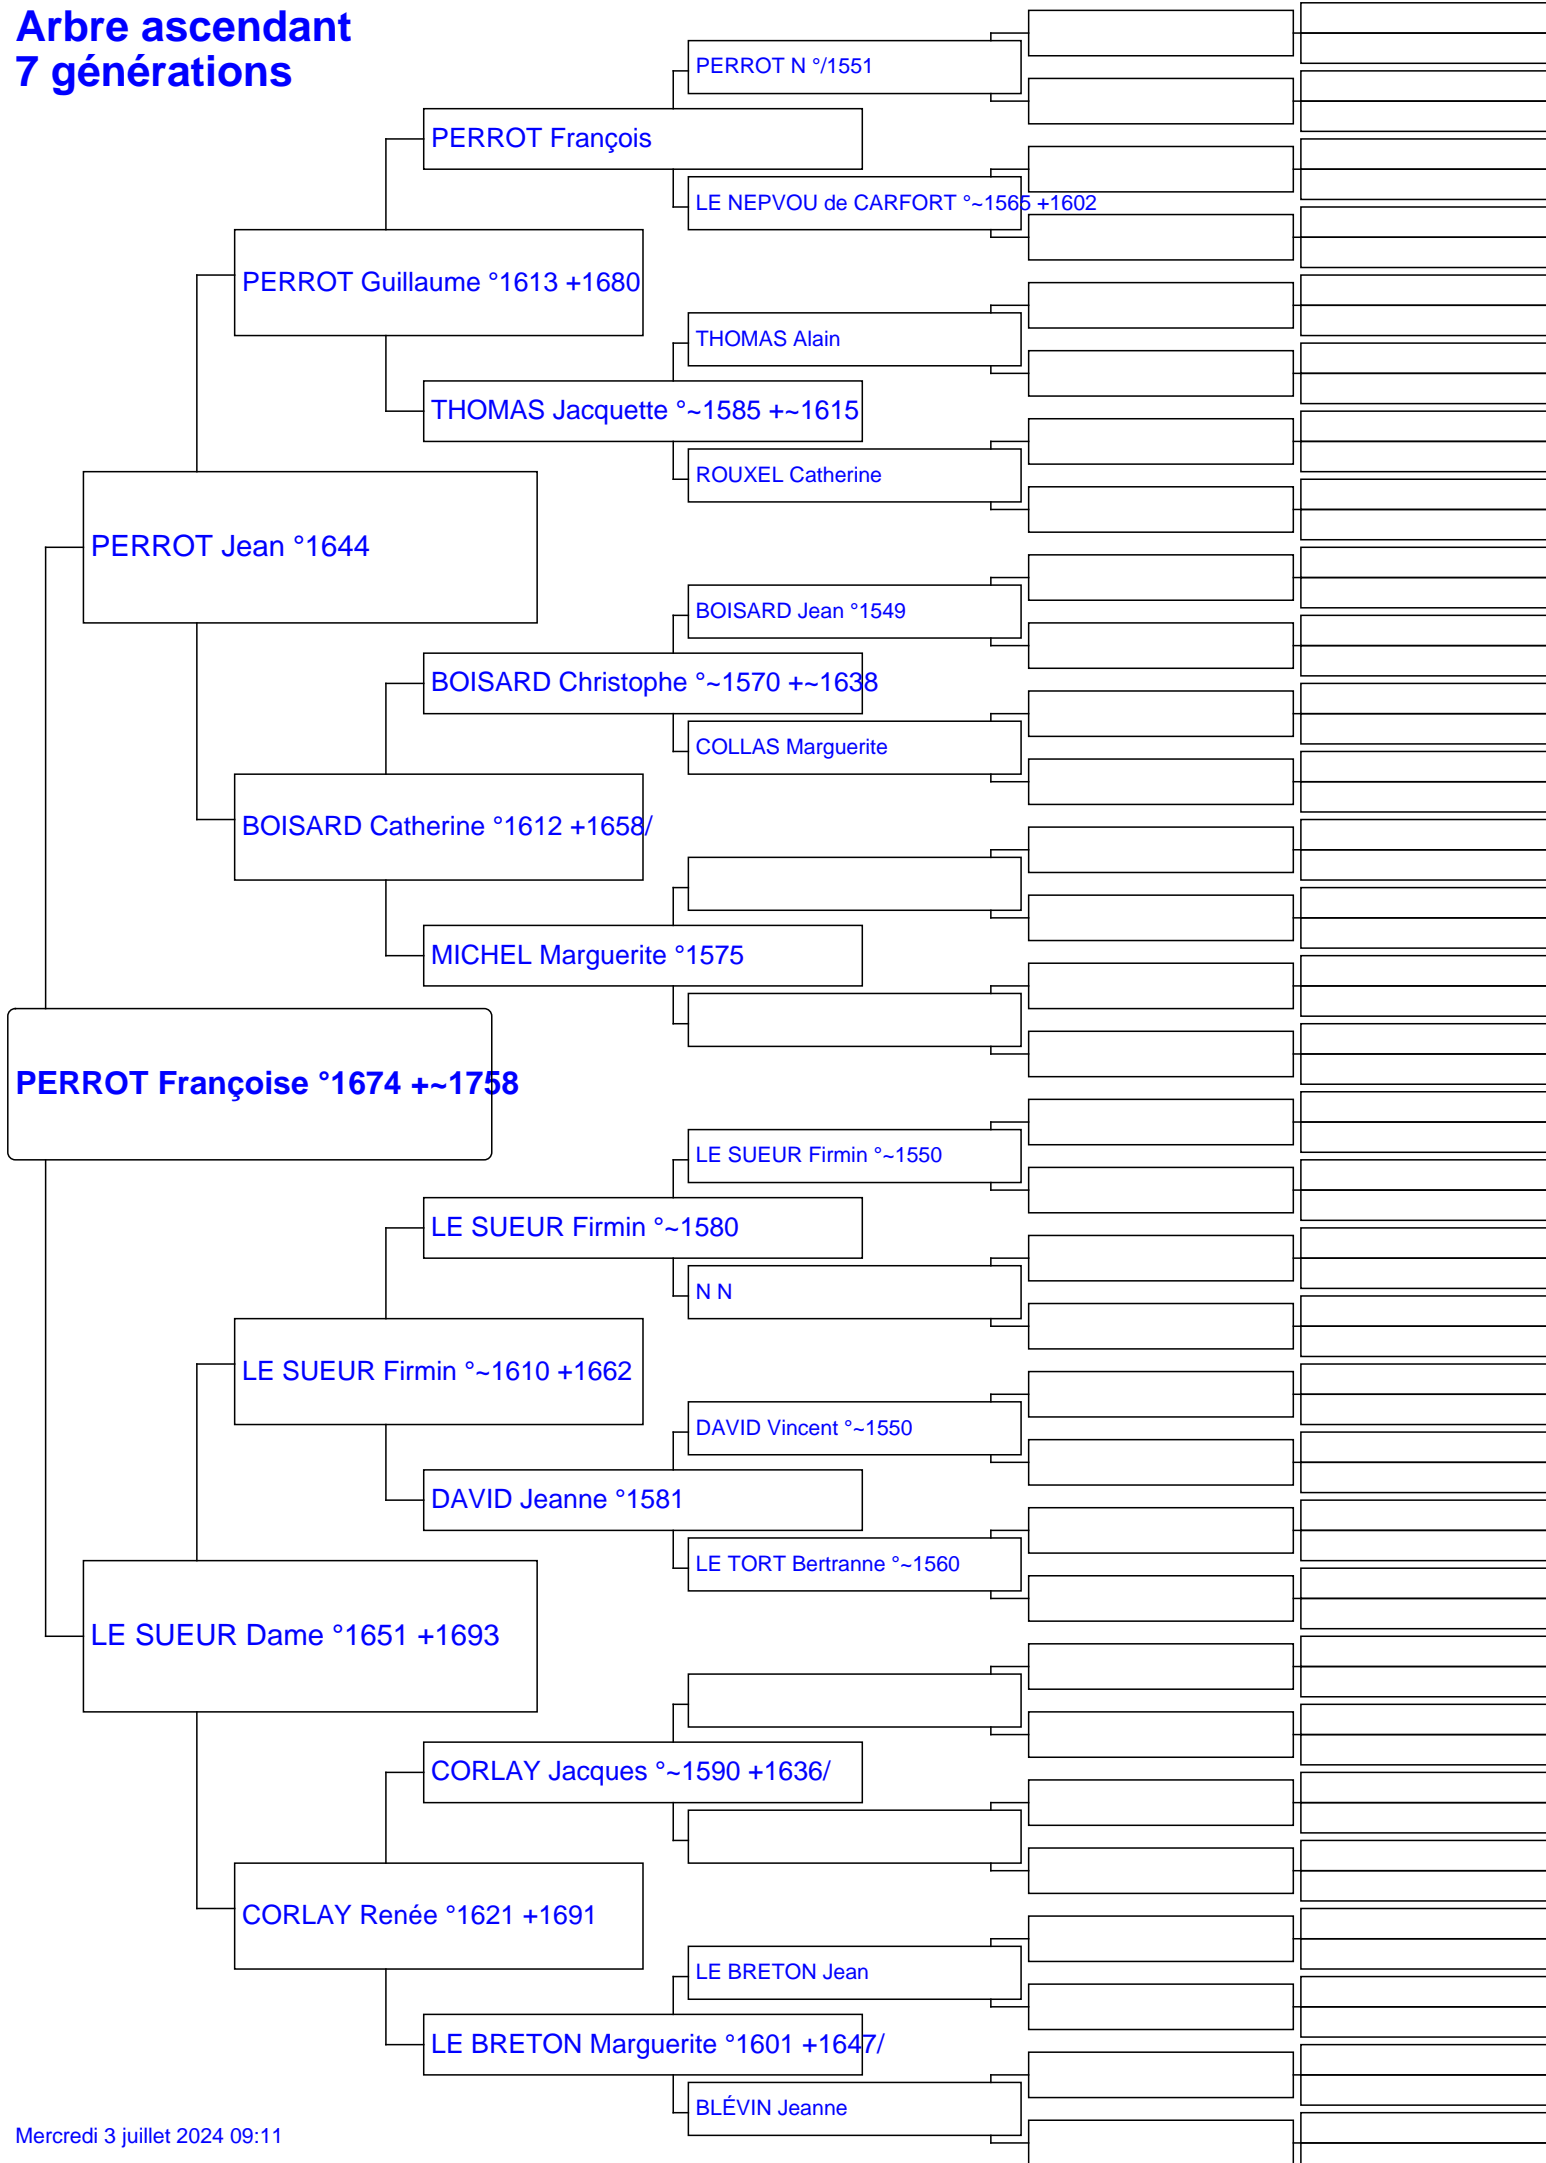 Arbre ascendant
7 générations
PERROT N °/1551
PERROT François
LE NEPVOU de CARFORT °~1565 +1602
PERROT Guillaume °1613 +1680
THOMAS Alain
THOMAS Jacquette °~1585 +~1615
ROUXEL Catherine
PERROT Jean °1644
BOISARD Jean °1549
BOISARD Christophe °~1570 +~1638
COLLAS Marguerite
BOISARD Catherine °1612 +1658/
MICHEL Marguerite °1575
PERROT Françoise °1674 +~1758
LE SUEUR Firmin °~1550
LE SUEUR Firmin °~1580
N N
LE SUEUR Firmin °~1610 +1662
DAVID Vincent °~1550
DAVID Jeanne °1581
LE TORT Bertranne °~1560
LE SUEUR Dame °1651 +1693
CORLAY Jacques °~1590 +1636/
CORLAY Renée °1621 +1691
LE BRETON Jean
LE BRETON Marguerite °1601 +1647/
BLÉVIN Jeanne
Mercredi 3 juillet 2024 09:11